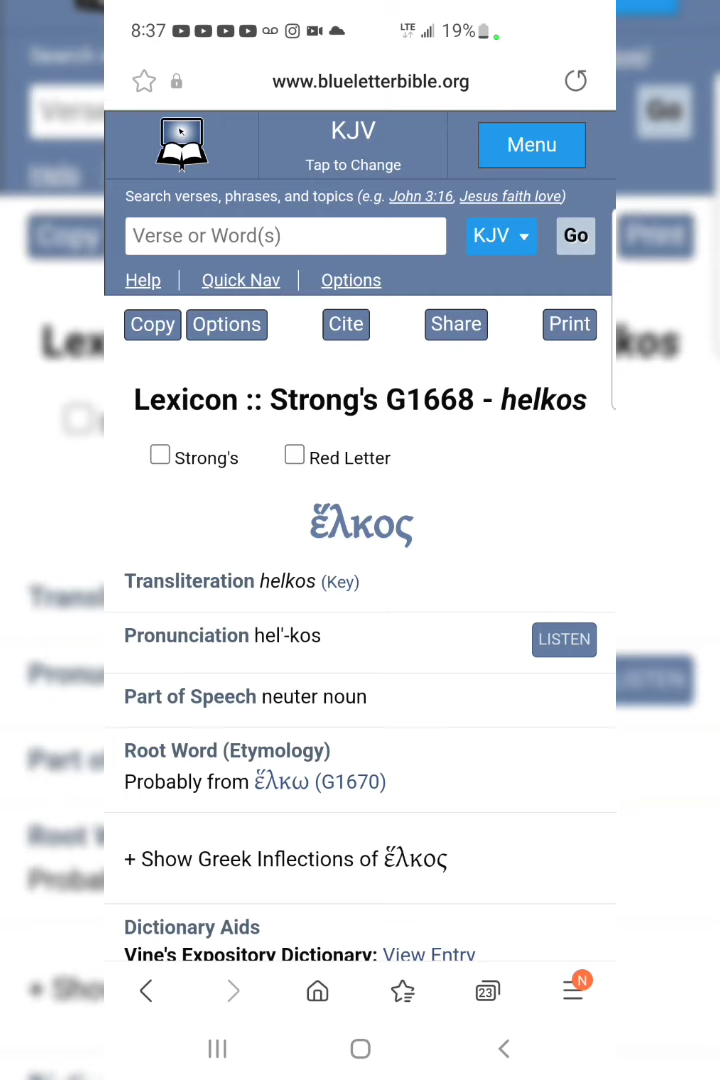 8:37 LTE 19%
www.blueletterbible.org
KJV
Tap to Change
Menu
Search verses, phrases, and topics (e.g. John 3:16, Jesus faith love)
Verse or Word(s) KJV Go
Help Quick Nav Options
Copy Options Cite Share Print
Lexicon :: Strong's G1668 - helkos
Strong's Red Letter
ἕλκος
Transliteration helkos (Key)
Pronunciation hel'-kos LISTEN
Part of Speech neuter noun
Root Word (Etymology)
Probably from ἕλκω (G1670)
+ Show Greek Inflections of ἕλκος
Dictionary Aids
Vine's Expository Dictionary: View Entry
23 N